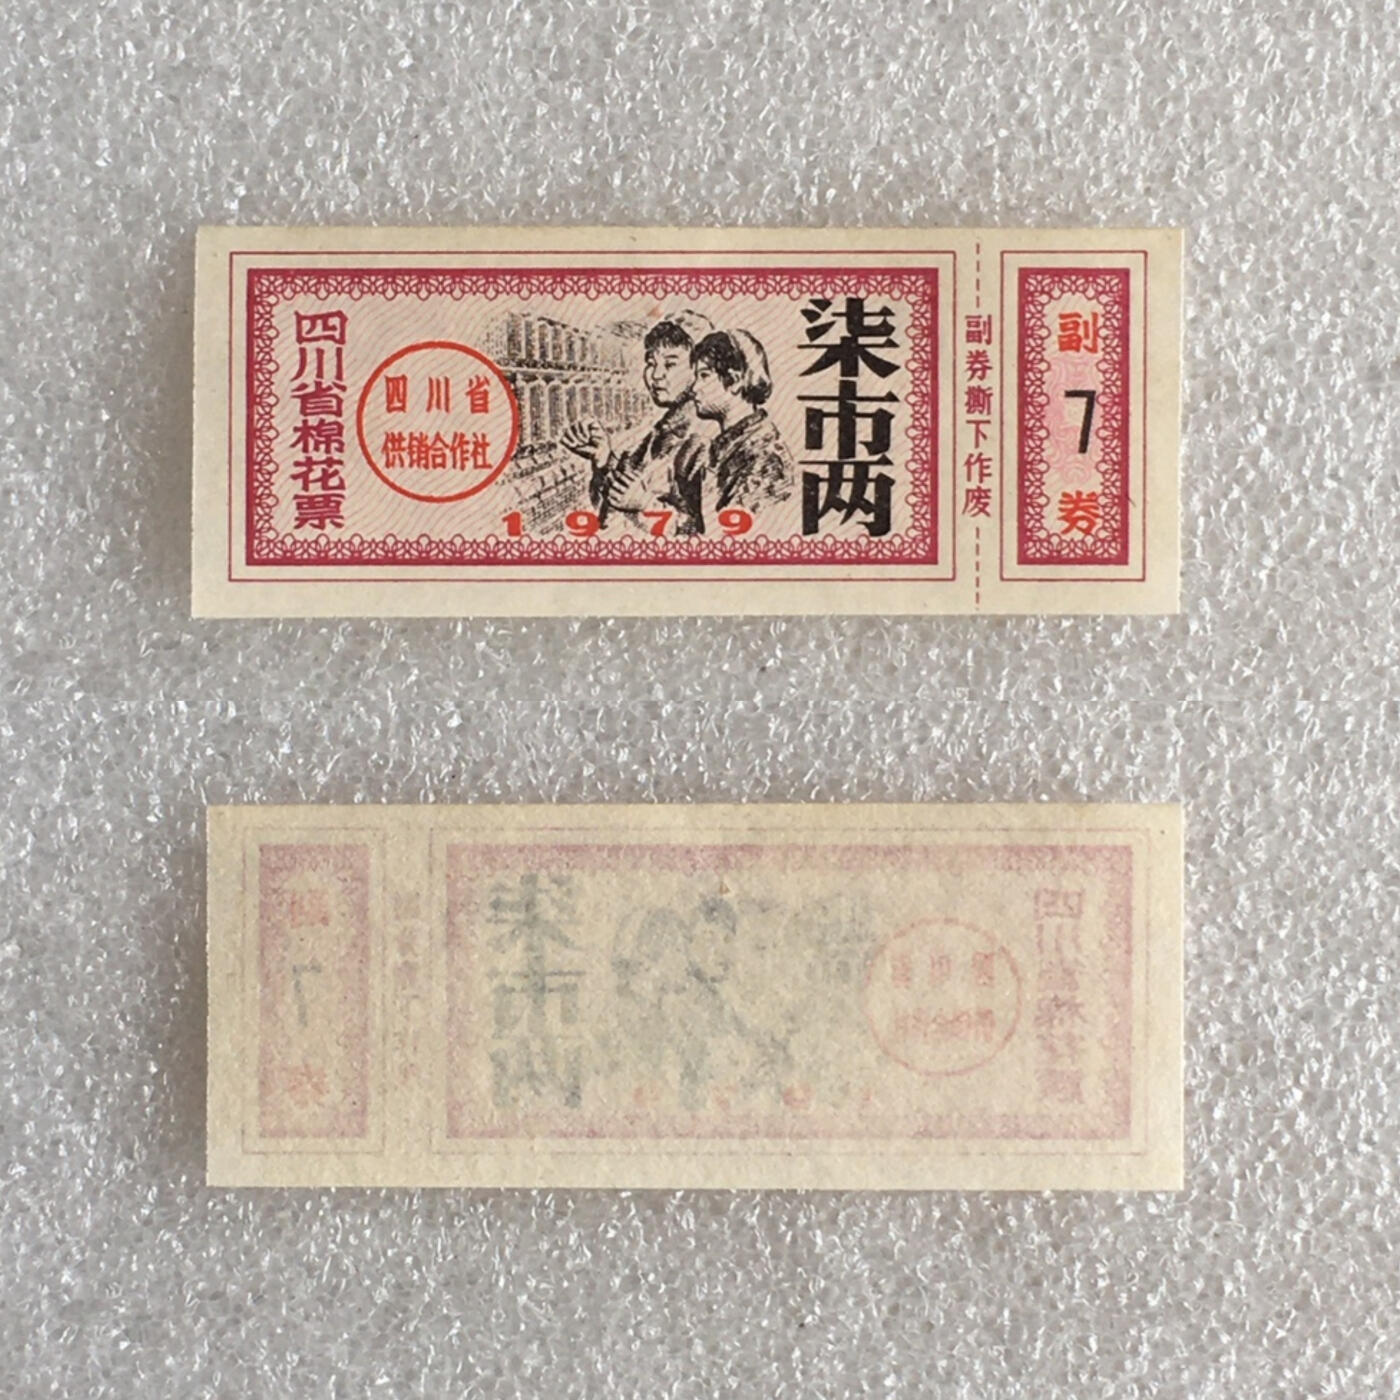 四川省棉花票
四川省
供销合作社
1979
柒市两
副券撕下作废
副
7
券